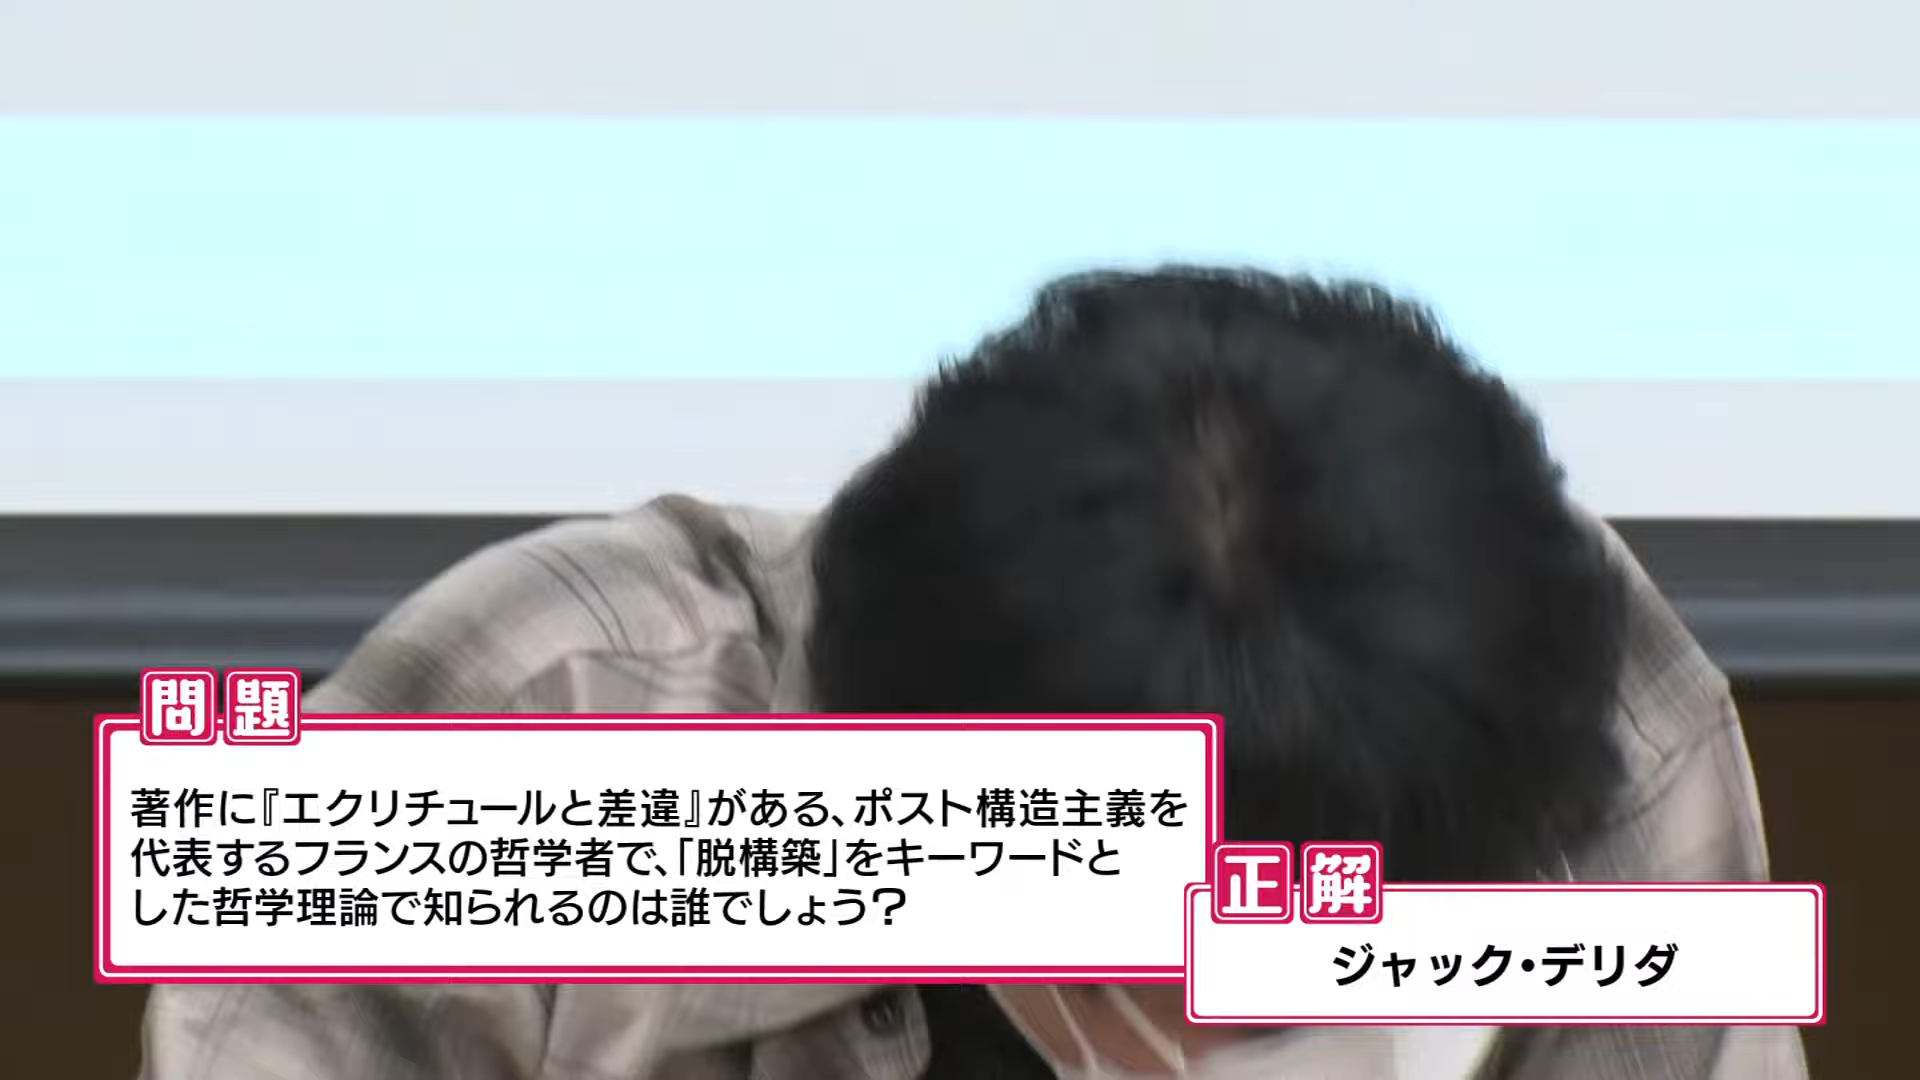 問題
著作に『エクリチュールと差違』がある、ポスト構造主義を
代表するフランスの哲学者で、「脱構築」をキーワードと
した哲学理論で知られるのは誰でしょう?
正解
ジャック・デリダ